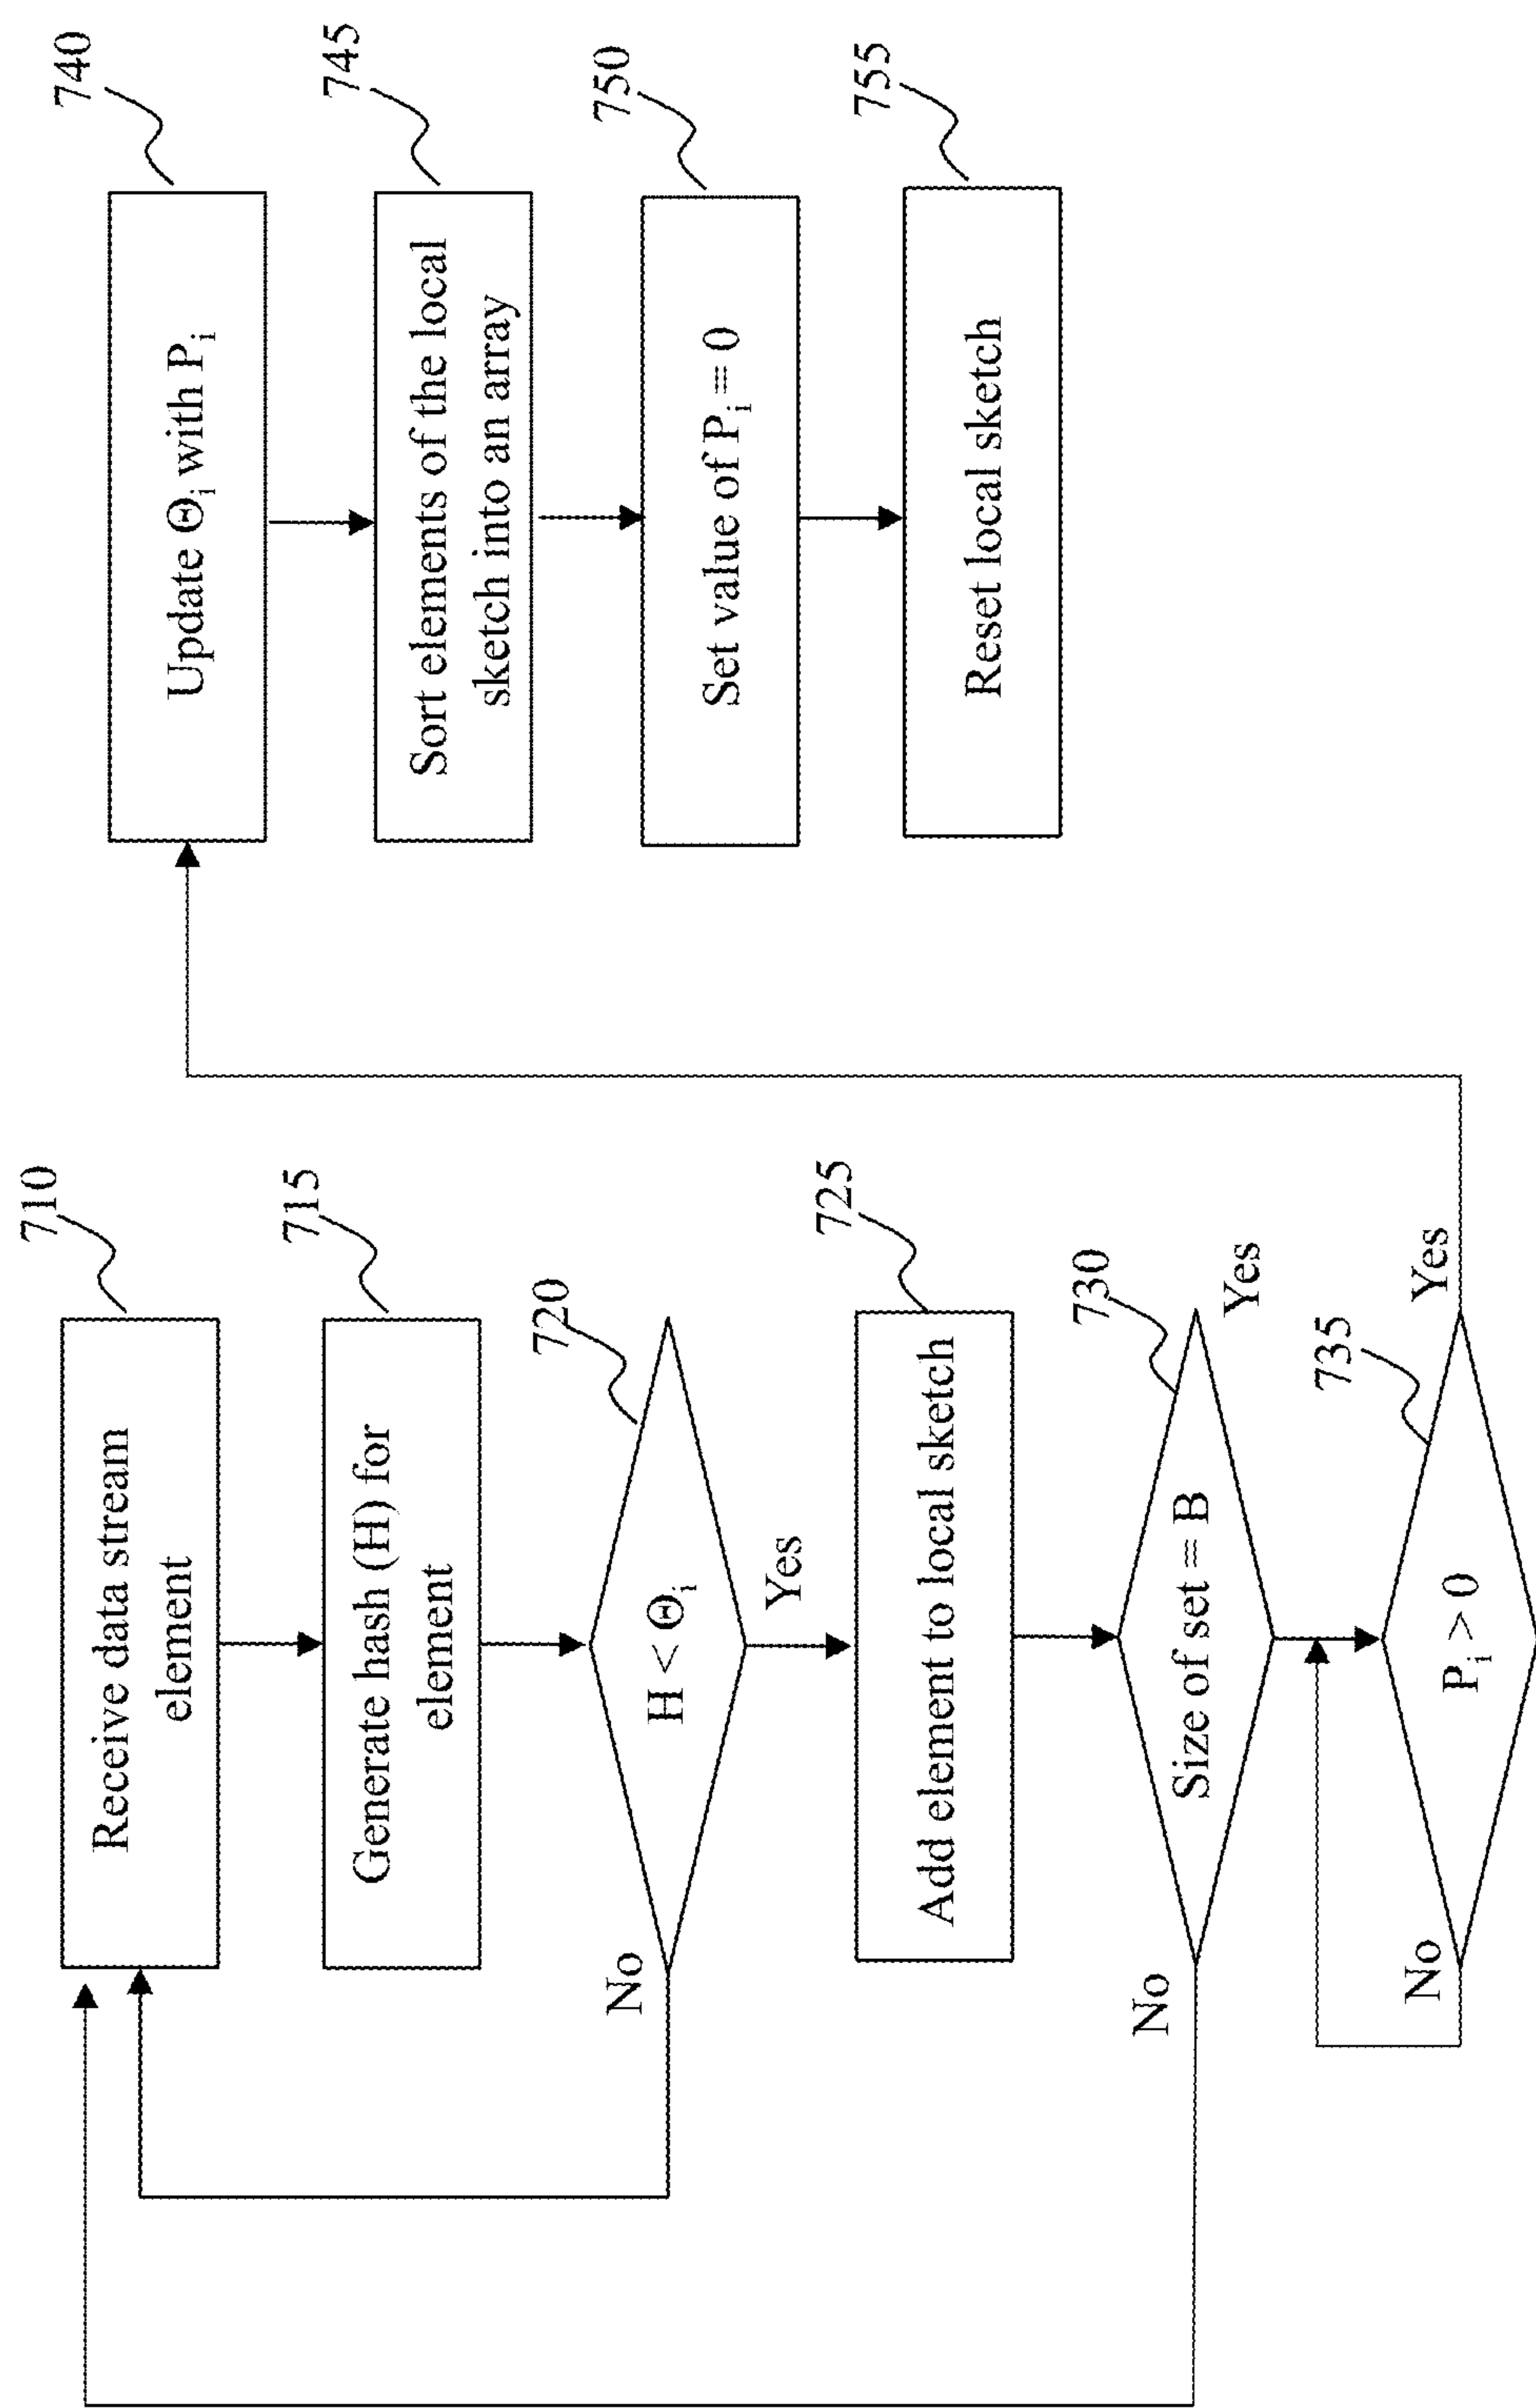 710
Receive data stream
element
715
Generate hash (H) for
element
720
H < Θi
No
Yes
725
Add element to local sketch
730
Size of set = B
No
Yes
735
Pi > 0
No
Yes
740
Update Θi with Pi
745
Sort elements of the local
sketch into an array
750
Set value of Pi = 0
755
Reset local sketch